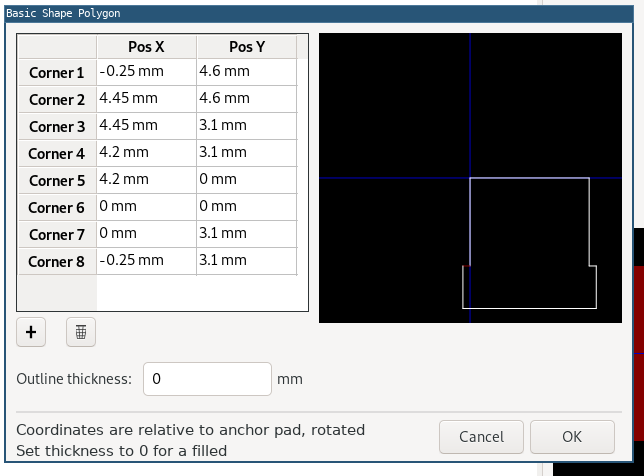 Basic Shape Polygon
Pos X Pos Y
Corner 1 -0.25 mm 4.6 mm
Corner 2 4.45 mm 4.6 mm
Corner 3 4.45 mm 3.1 mm
Corner 4 4.2 mm 3.1 mm
Corner 5 4.2 mm 0 mm
Corner 6 0 mm 0 mm
Corner 7 0 mm 3.1 mm
Corner 8 -0.25 mm 3.1 mm
Outline thickness: 0 mm
Coordinates are relative to anchor pad, rotated
Set thickness to 0 for a filled
Cancel OK